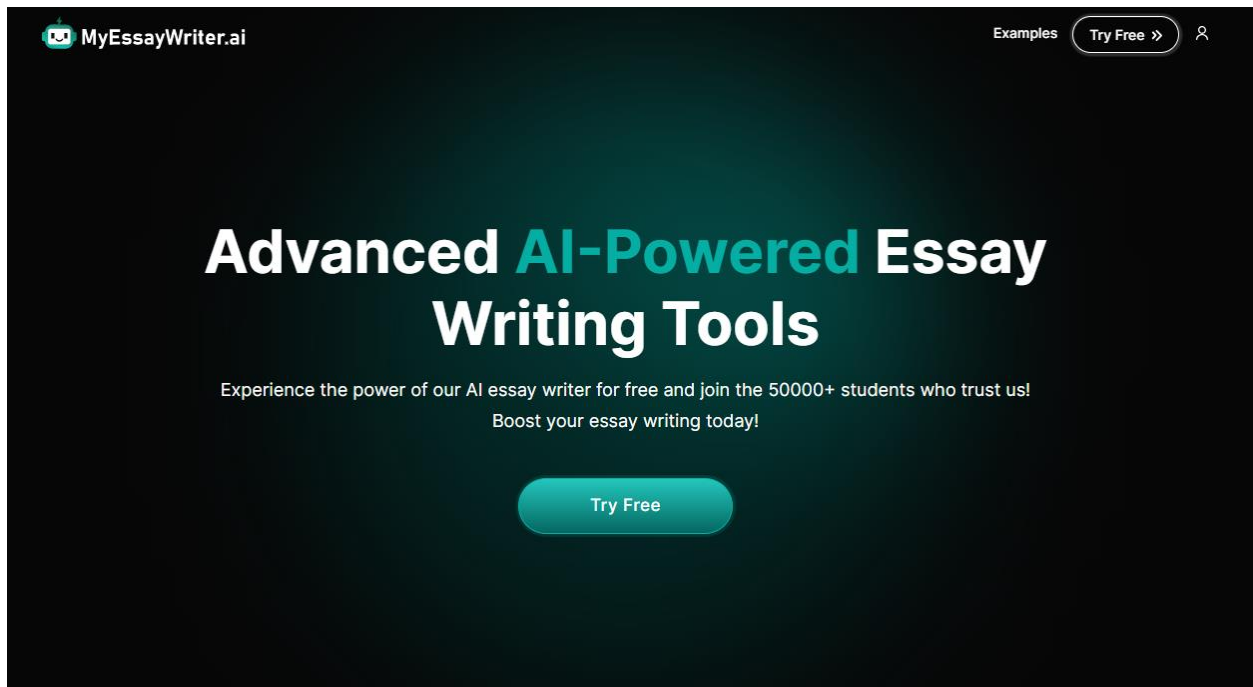 MyEssayWriter.ai
Examples
Try Free »
Advanced AI-Powered Essay
Writing Tools
Experience the power of our AI essay writer for free and join the 50000+ students who trust us!
Boost your essay writing today!
Try Free